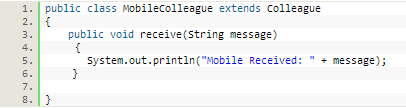 1. public class MobileColleague extends Colleague
2. {
3. public void receive(String message)
4. {
5. System.out.println("Mobile Received: " + message);
6. }
7.
8. }